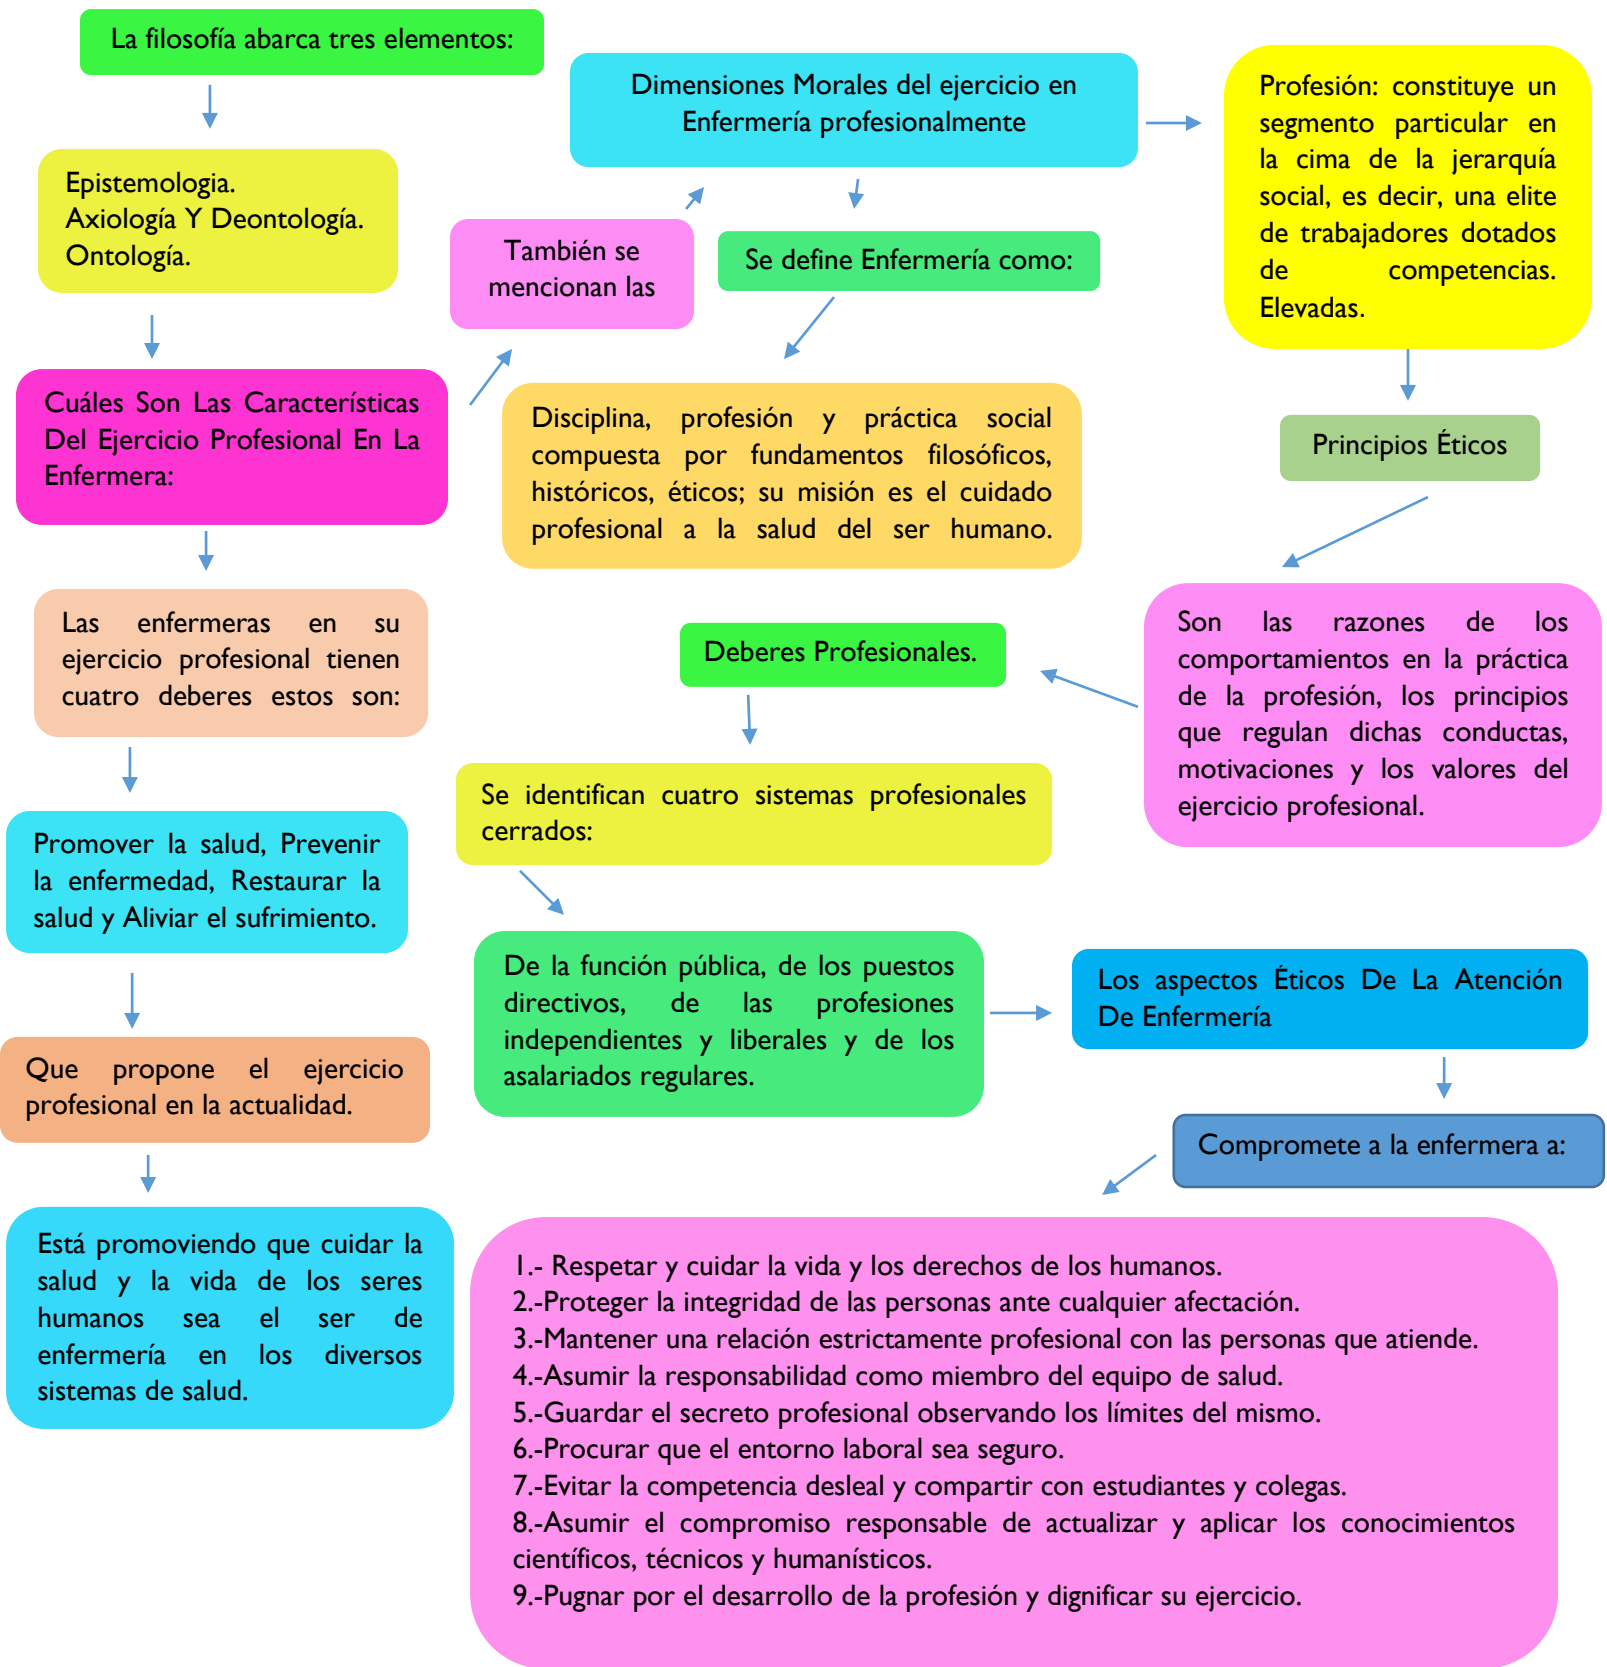 La filosofía abarca tres elementos:
Epistemologia.
Axiología Y Deontología.
Ontología.
Cuáles Son Las Características
Del Ejercicio Profesional En La
Enfermera:
Las enfermeras en su
ejercicio profesional tienen
cuatro deberes estos son:
Promover la salud, Prevenir
la enfermedad, Restaurar la
salud y Aliviar el sufrimiento.
Que propone el ejercicio
profesional en la actualidad.
Está promoviendo que cuidar la
salud y la vida de los seres
humanos sea el ser de
enfermería en los diversos
sistemas de salud.
También se
mencionan las
Dimensiones Morales del ejercicio en
Enfermería profesionalmente
Se define Enfermería como:
Disciplina, profesión y práctica social
compuesta por fundamentos filosóficos,
históricos, éticos; su misión es el cuidado
profesional a la salud del ser humano.
Profesión: constituye un
segmento particular en
la cima de la jerarquía
social, es decir, una elite
de trabajadores dotados
de competencias.
Elevadas.
Principios Éticos
Son las razones de los
comportamientos en la práctica
de la profesión, los principios
que regulan dichas conductas,
motivaciones y los valores del
ejercicio profesional.
Deberes Profesionales.
Se identifican cuatro sistemas profesionales
cerrados:
De la función pública, de los puestos
directivos, de las profesiones
independientes y liberales y de los
asalariados regulares.
Los aspectos Éticos De La Atención
De Enfermería
Compromete a la enfermera a:
1.- Respetar y cuidar la vida y los derechos de los humanos.
2.-Proteger la integridad de las personas ante cualquier afectación.
3.-Mantener una relación estrictamente profesional con las personas que atiende.
4.-Asumir la responsabilidad como miembro del equipo de salud.
5.-Guardar el secreto profesional observando los límites del mismo.
6.-Procurar que el entorno laboral sea seguro.
7.-Evitar la competencia desleal y compartir con estudiantes y colegas.
8.-Asumir el compromiso responsable de actualizar y aplicar los conocimientos
científicos, técnicos y humanísticos.
9.-Pugnar por el desarrollo de la profesión y dignificar su ejercicio.